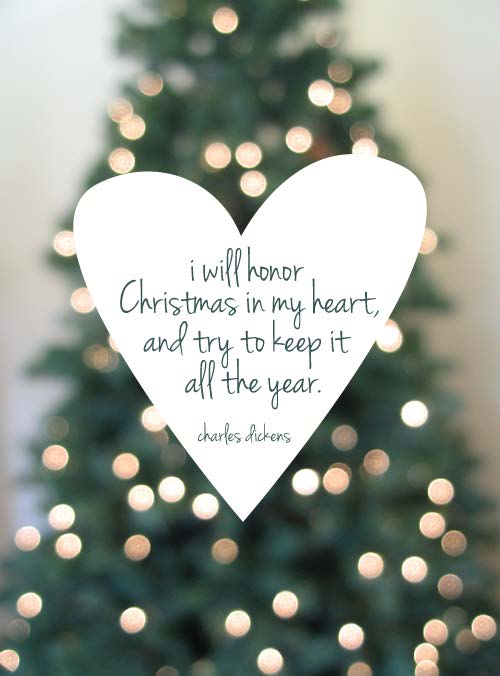 i will honor
Christmas in my heart,
and try to keep it
all the year.
charles dickens